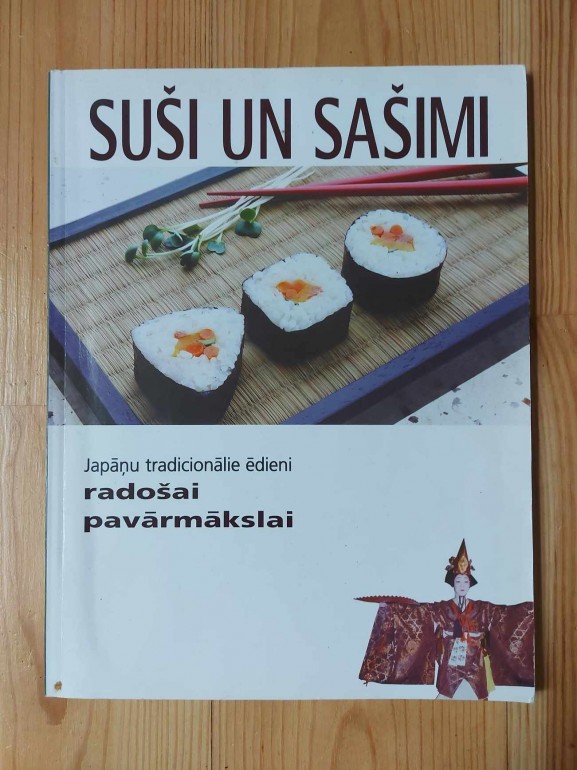 SUŠI UN SAŠIMI
Japāņu tradicionālie ēdieni
radošai
pavārmākslai